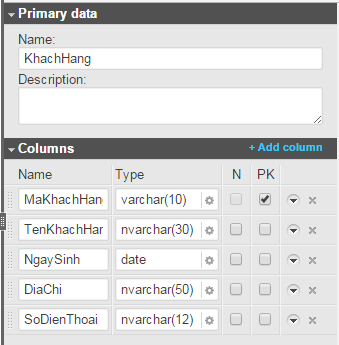 Primary data
Name:
KhachHang
Description:
Columns + Add column
Name Type N PK
MaKhachHan varchar(10)
TenKhachHan nvarchar(30)
NgaySinh date
DiaChi nvarchar(50)
SoDienThoai nvarchar(12)